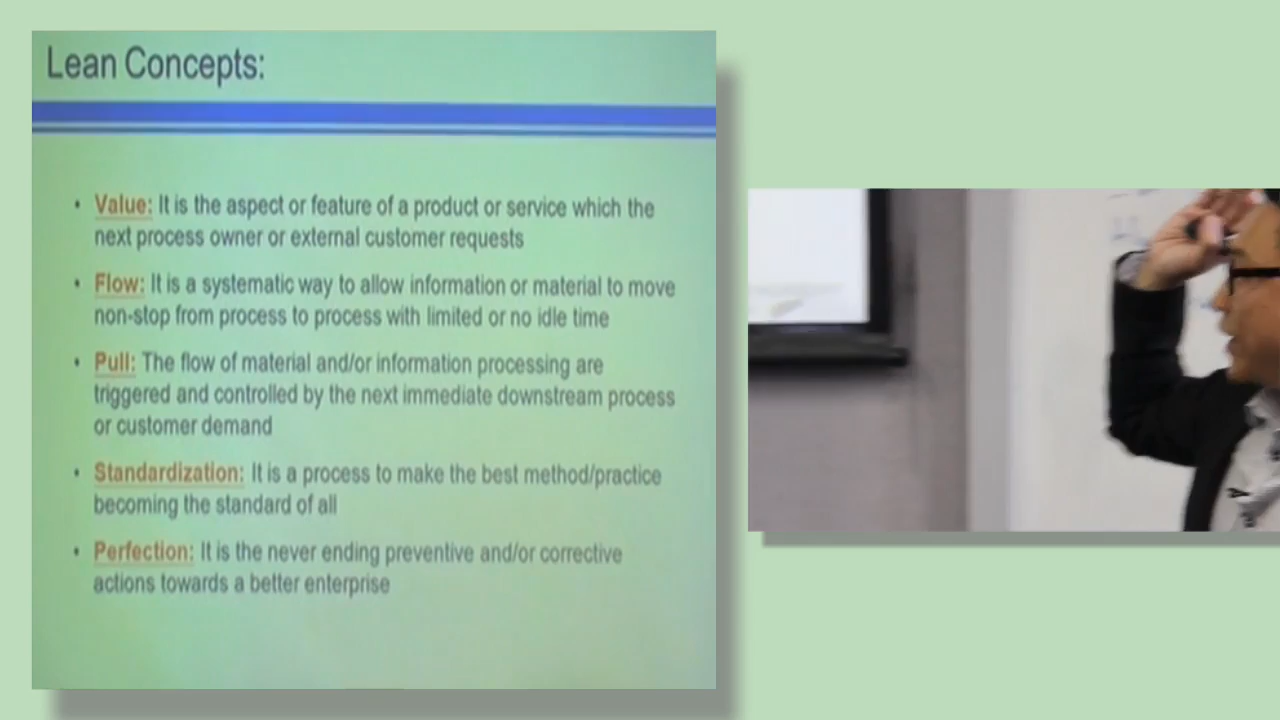 Lean Concepts:
• Value: It is the aspect or feature of a product or service which the
next process owner or external customer requests
• Flow: It is a systematic way to allow information or material to move
non-stop from process to process with limited or no idle time
• Pull: The flow of material and/or information processing are
triggered and controlled by the next immediate downstream process
or customer demand
• Standardization: It is a process to make the best method/practice
becoming the standard of all
• Perfection: It is the never ending preventive and/or corrective
actions towards a better enterprise